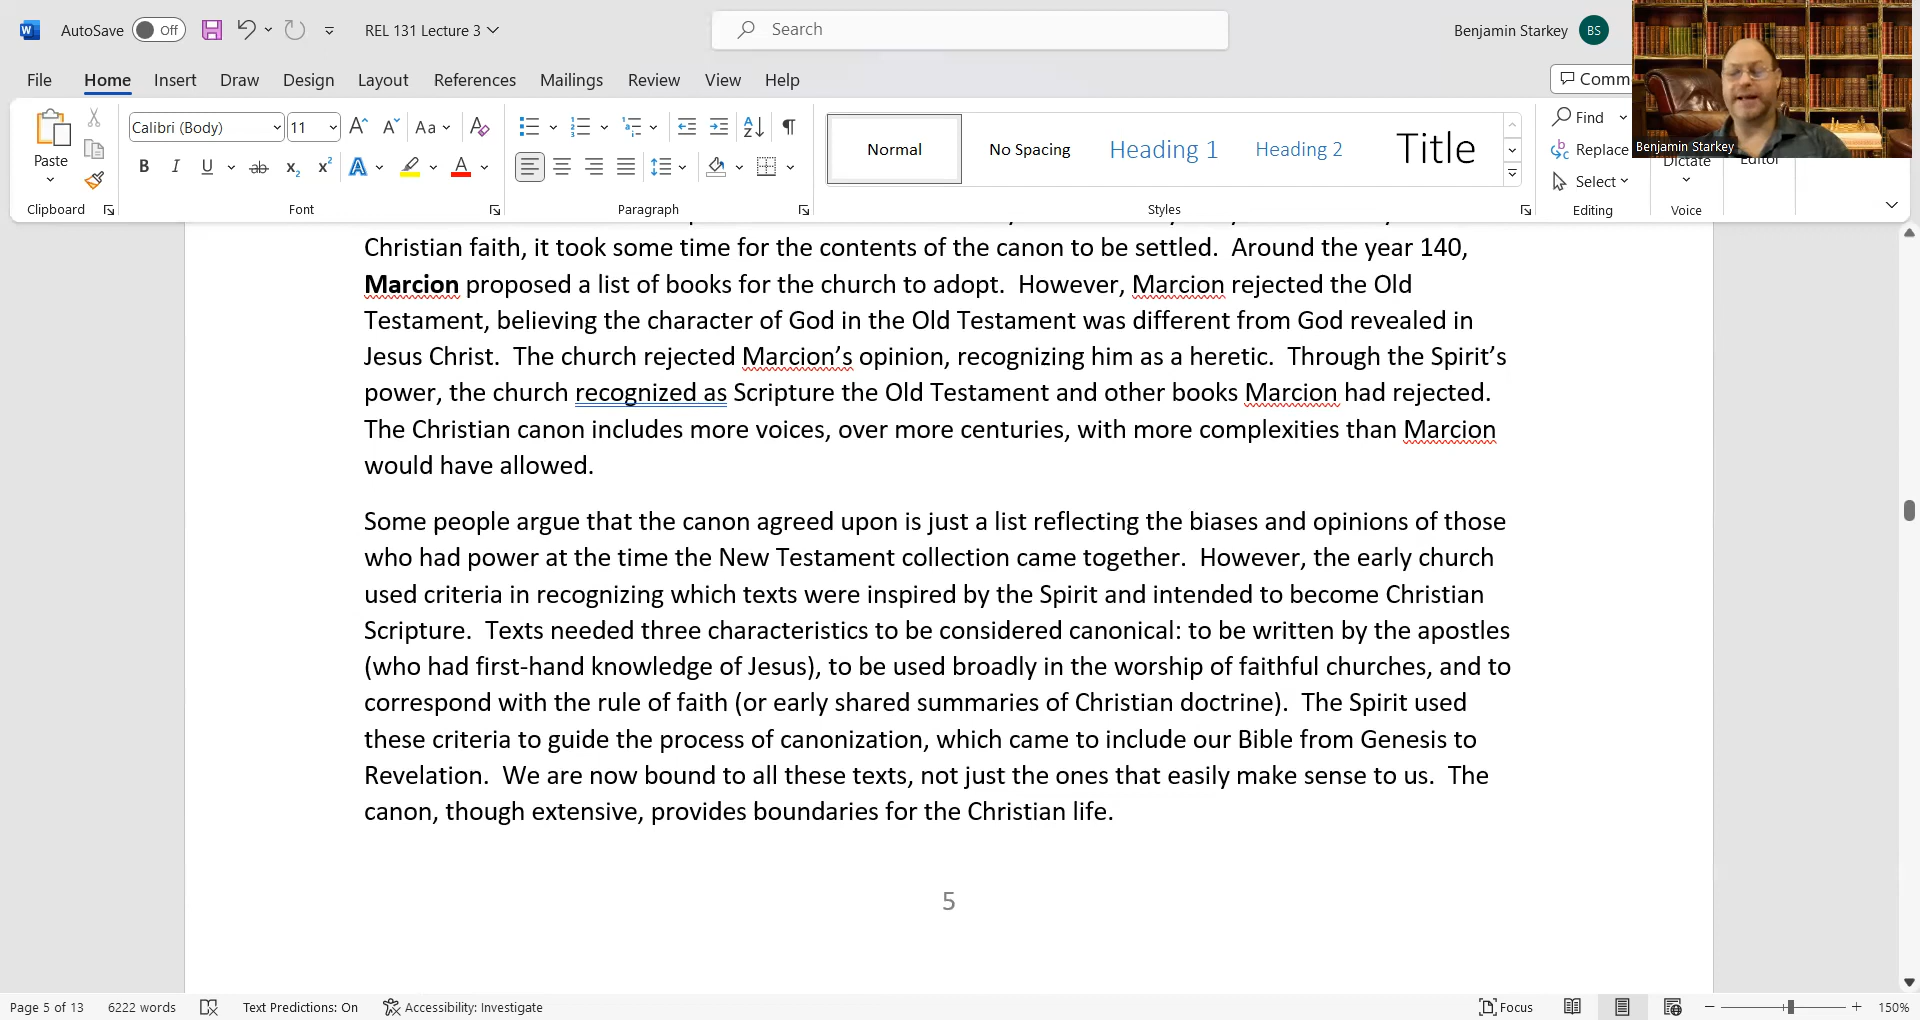 AutoSave Off REL 131 Lecture 3 Search Benjamin Starkey BS
File Home Insert Draw Design Layout References Mailings Review View Help Comm
Paste Calibri (Body) 11 Aa Normal No Spacing Heading 1 Heading 2 Title Find
Replace
Select
Dictate Editor
Benjamin Starkey
Clipboard Font Paragraph Styles Editing Voice
Christian faith, it took some time for the contents of the canon to be settled.  Around the year 140,
Marcion proposed a list of books for the church to adopt.  However, Marcion rejected the Old
Testament, believing the character of God in the Old Testament was different from God revealed in
Jesus Christ.  The church rejected Marcion’s opinion, recognizing him as a heretic.  Through the Spirit’s
power, the church recognized as Scripture the Old Testament and other books Marcion had rejected.
The Christian canon includes more voices, over more centuries, with more complexities than Marcion
would have allowed.
Some people argue that the canon agreed upon is just a list reflecting the biases and opinions of those
who had power at the time the New Testament collection came together.  However, the early church
used criteria in recognizing which texts were inspired by the Spirit and intended to become Christian
Scripture.  Texts needed three characteristics to be considered canonical: to be written by the apostles
(who had first-hand knowledge of Jesus), to be used broadly in the worship of faithful churches, and to
correspond with the rule of faith (or early shared summaries of Christian doctrine).  The Spirit used
these criteria to guide the process of canonization, which came to include our Bible from Genesis to
Revelation.  We are now bound to all these texts, not just the ones that easily make sense to us.  The
canon, though extensive, provides boundaries for the Christian life.
5
Page 5 of 13 6222 words Text Predictions: On Accessibility: Investigate Focus 150%